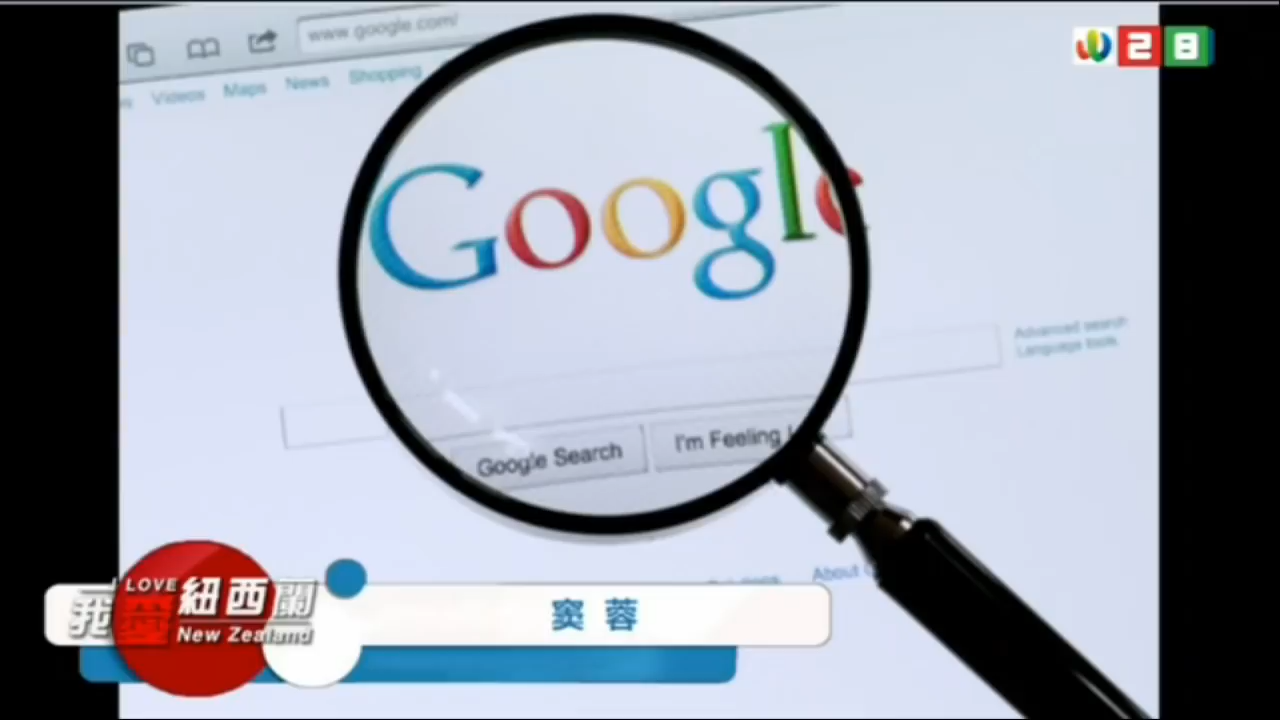 www.google.com/
28
Videos Maps News Shopping
Google
Advanced search
Language tools
Google Search I'm Feeling L
About
I LOVE
我愛紐西蘭
New Zealand
竇蓉